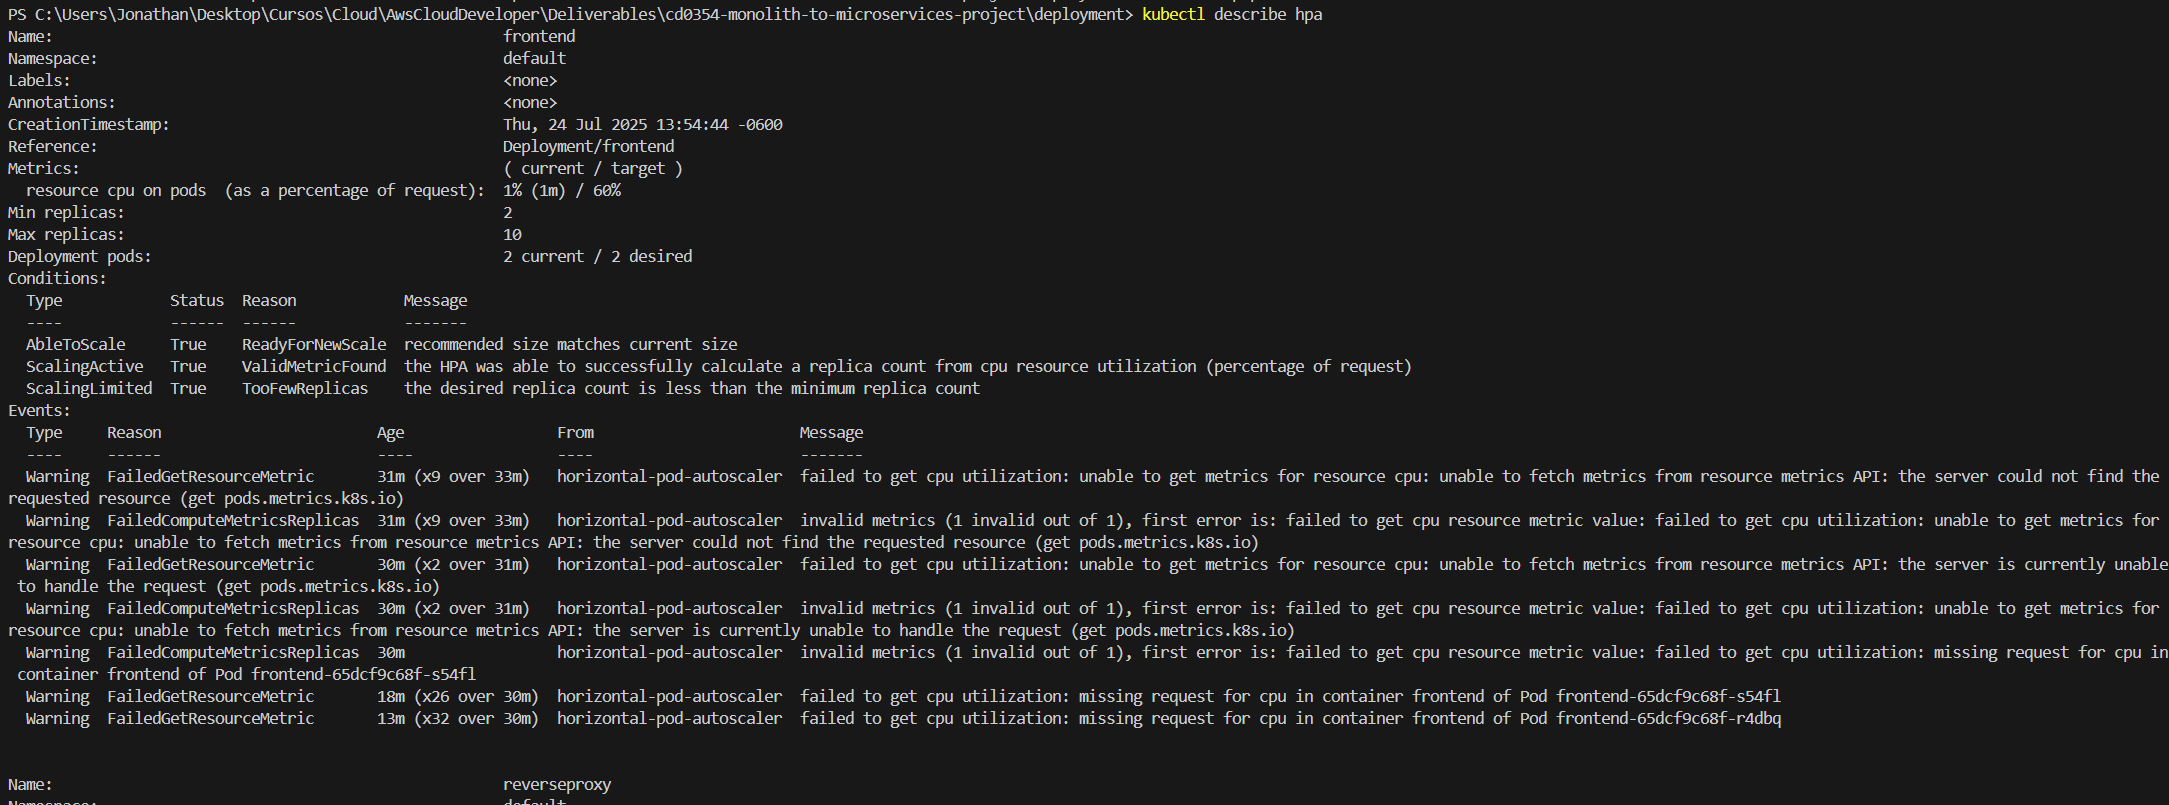 PS C:\Users\Jonathan\Desktop\Cursos\Cloud\AwsCloudDeveloper\Deliverables\cd0354-monolith-to-microservices-project\deployment> kubectl describe hpa
Name:                                                  frontend
Namespace:                                             default
Labels:                                                <none>
Annotations:                                           <none>
CreationTimestamp:                                     Thu, 24 Jul 2025 13:54:44 -0600
Reference:                                             Deployment/frontend
Metrics:                                               ( current / target )
  resource cpu on pods  (as a percentage of request):  1% (1m) / 60%
Min replicas:                                          2
Max replicas:                                          10
Deployment pods:                                       2 current / 2 desired
Conditions:
  Type            Status  Reason            Message
  ----            ------  ------            -------
  AbleToScale     True    ReadyForNewScale  recommended size matches current size
  ScalingActive   True    ValidMetricFound  the HPA was able to successfully calculate a replica count from cpu resource utilization (percentage of request)
  ScalingLimited  True    TooFewReplicas    the desired replica count is less than the minimum replica count
Events:
  Type     Reason                        Age                 From                       Message
  ----     ------                        ----                ----                       -------
  Warning  FailedGetResourceMetric       31m (x9 over 33m)   horizontal-pod-autoscaler  failed to get cpu utilization: unable to get metrics for resource cpu: unable to fetch metrics from resource metrics API: the server could not find the
requested resource (get pods.metrics.k8s.io)
  Warning  FailedComputeMetricsReplicas  31m (x9 over 33m)   horizontal-pod-autoscaler  invalid metrics (1 invalid out of 1), first error is: failed to get cpu resource metric value: failed to get cpu utilization: unable to get metrics for
resource cpu: unable to fetch metrics from resource metrics API: the server could not find the requested resource (get pods.metrics.k8s.io)
  Warning  FailedGetResourceMetric       30m (x2 over 31m)   horizontal-pod-autoscaler  failed to get cpu utilization: unable to get metrics for resource cpu: unable to fetch metrics from resource metrics API: the server is currently unable
 to handle the request (get pods.metrics.k8s.io)
  Warning  FailedComputeMetricsReplicas  30m (x2 over 31m)   horizontal-pod-autoscaler  invalid metrics (1 invalid out of 1), first error is: failed to get cpu resource metric value: failed to get cpu utilization: unable to get metrics for
resource cpu: unable to fetch metrics from resource metrics API: the server is currently unable to handle the request (get pods.metrics.k8s.io)
  Warning  FailedComputeMetricsReplicas  30m                 horizontal-pod-autoscaler  invalid metrics (1 invalid out of 1), first error is: failed to get cpu resource metric value: failed to get cpu utilization: missing request for cpu in
 container frontend of Pod frontend-65dcf9c68f-s54fl
  Warning  FailedGetResourceMetric       18m (x26 over 30m)  horizontal-pod-autoscaler  failed to get cpu utilization: missing request for cpu in container frontend of Pod frontend-65dcf9c68f-s54fl
  Warning  FailedGetResourceMetric       13m (x32 over 30m)  horizontal-pod-autoscaler  failed to get cpu utilization: missing request for cpu in container frontend of Pod frontend-65dcf9c68f-r4dbq
Name:                                                  reverseproxy
Namespace:                                             default